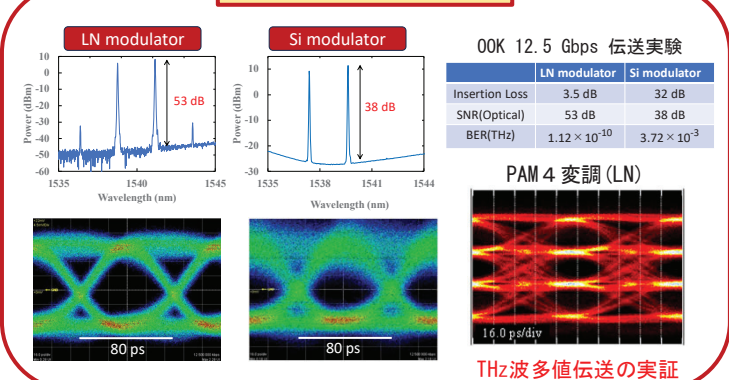 LN modulator
Si modulator
10
0
-10
-20
-30
-40
-50
-60
Power (dBm)
53 dB
1535
1540
1545
Wavelength (nm)
10
0
-10
-20
-30
Power (dBm)
38 dB
1535
1538
1541
1544
Wavelength (nm)
80 ps
80 ps
OOK 12.5 Gbps 伝送実験
LN modulator Si modulator
Insertion Loss 3.5 dB 32 dB
SNR(Optical) 53 dB 38 dB
BER(THz) 1.12×10⁻¹⁰ 3.72×10⁻³
PAM４変調(LN)
16.0 ps/div
THz波多値伝送の実証